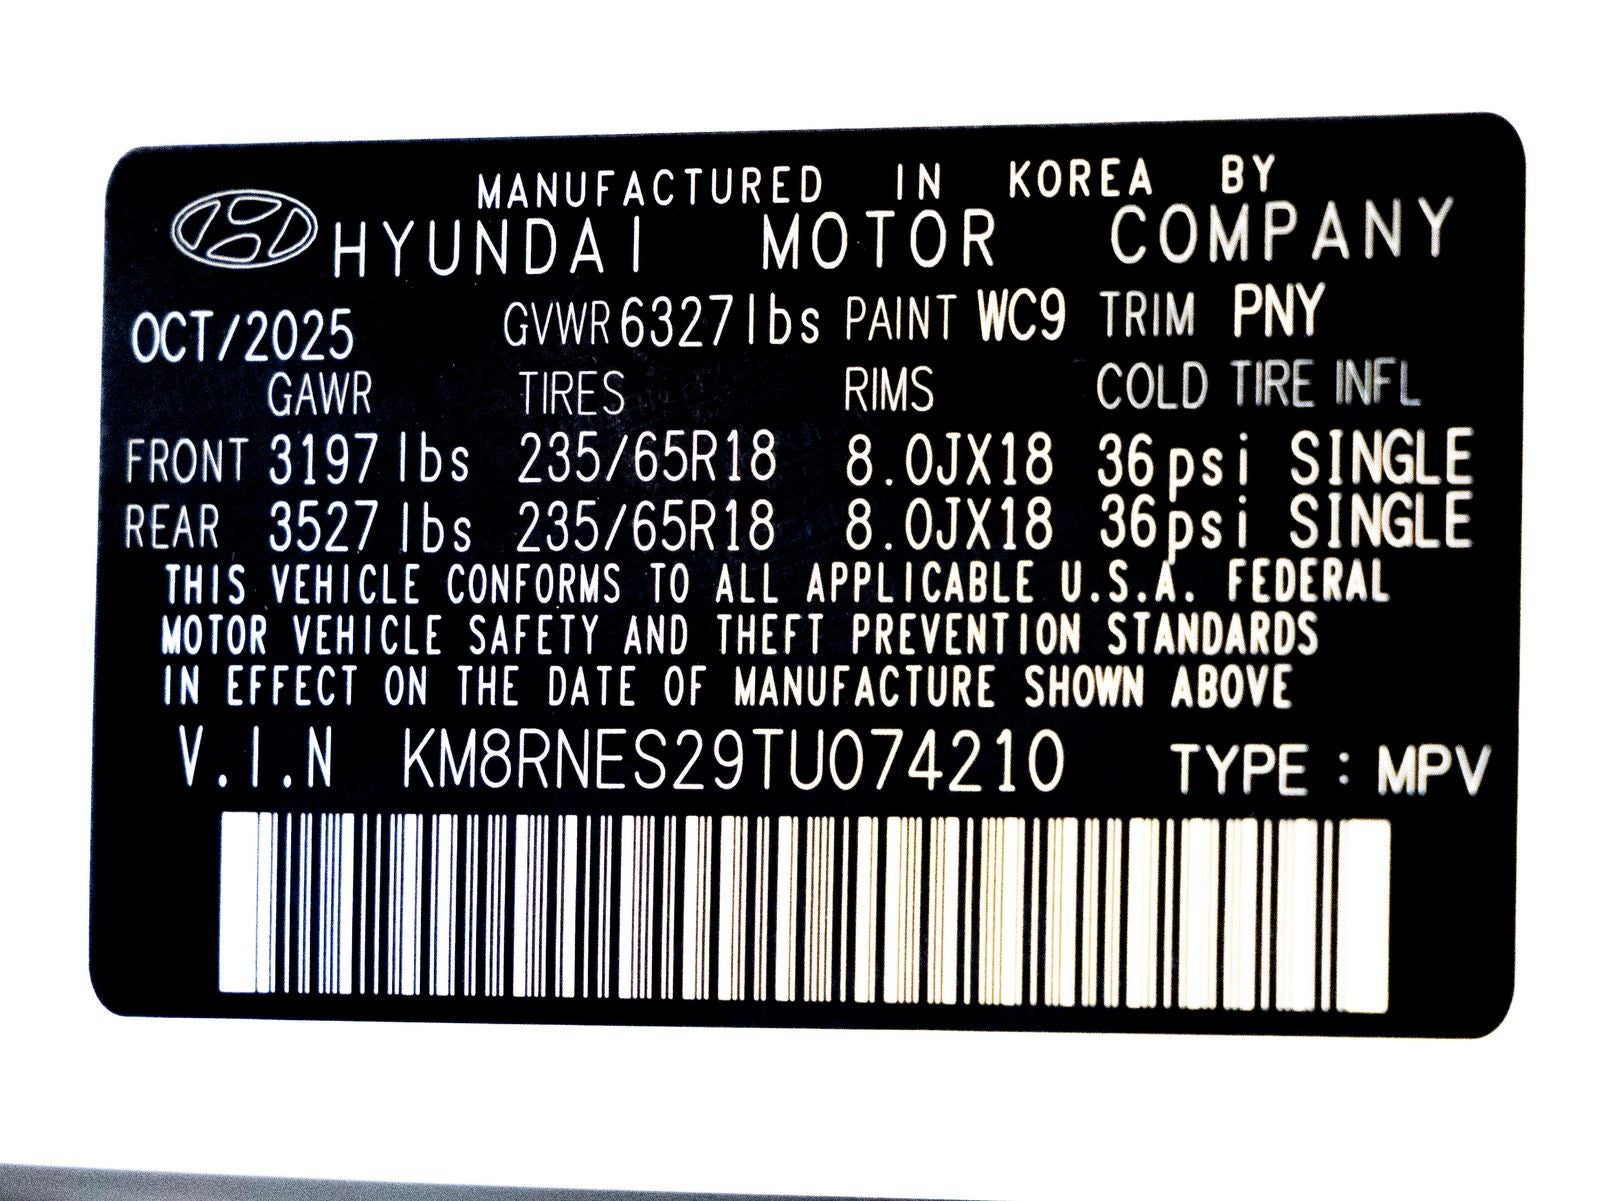 MANUFACTURED IN KOREA BY
HYUNDAI MOTOR COMPANY
OCT/2025 GVWR 6327 lbs PAINT WC9 TRIM PNY
GAWR TIRES RIMS COLD TIRE INFL
FRONT 3197 lbs 235/65R18 8.0JX18 36psi SINGLE
REAR 3527 lbs 235/65R18 8.0JX18 36psi SINGLE
THIS VEHICLE CONFORMS TO ALL APPLICABLE U.S.A. FEDERAL
MOTOR VEHICLE SAFETY AND THEFT PREVENTION STANDARDS
IN EFFECT ON THE DATE OF MANUFACTURE SHOWN ABOVE
V.I.N KM8RNES29TU074210 TYPE : MPV